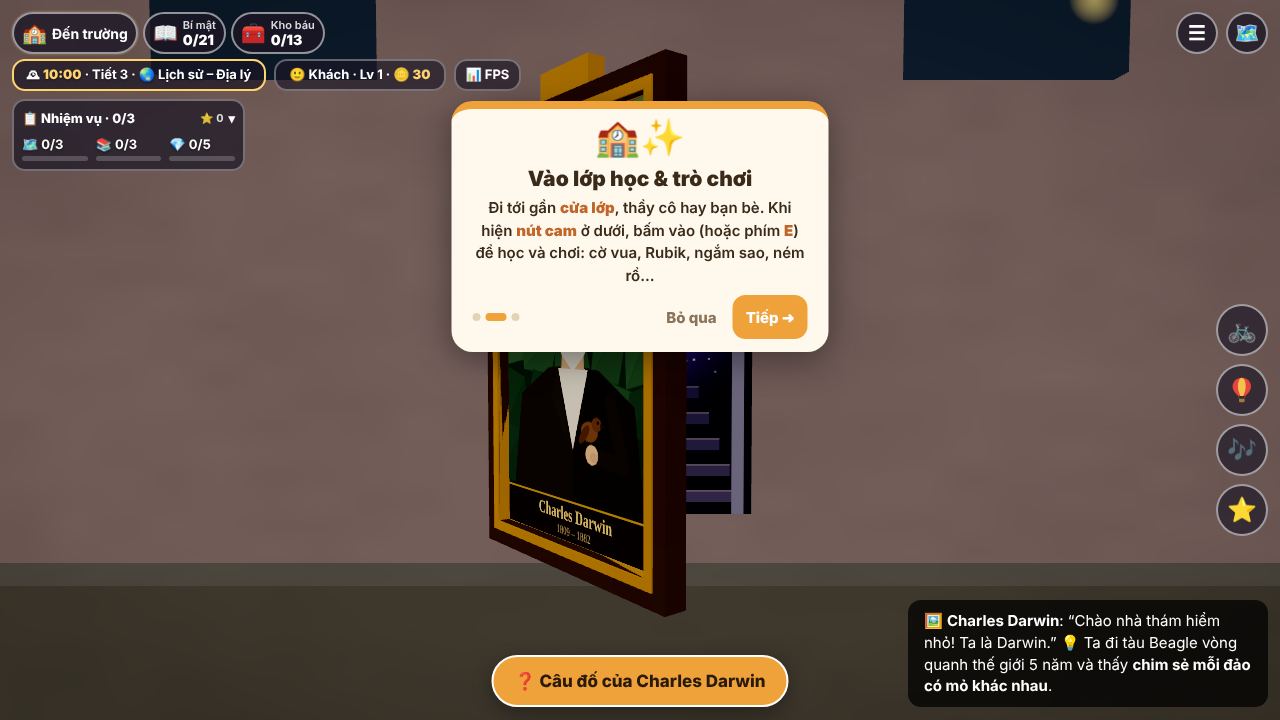 Đến trường
Bí mật
0/21
Kho báu
0/13
10:00 · Tiết 3 · Lịch sử – Địa lý
Khách · Lv 1 · 30
FPS
Nhiệm vụ · 0/3
0 ▾
0/3
0/3
0/5
Vào lớp học & trò chơi
Đi tới gần cửa lớp, thầy cô hay bạn bè. Khi
hiện nút cam ở dưới, bấm vào (hoặc phím E)
để học và chơi: cờ vua, Rubik, ngắm sao, ném
rổ...
Bỏ qua
Tiếp ➜
Charles Darwin
1809 – 1882
Charles Darwin: “Chào nhà thám hiểm
nhỏ! Ta là Darwin.” 💡 Ta đi tàu Beagle vòng
quanh thế giới 5 năm và thấy chim sẻ mỗi đảo
có mỏ khác nhau.
❓ Câu đố của Charles Darwin